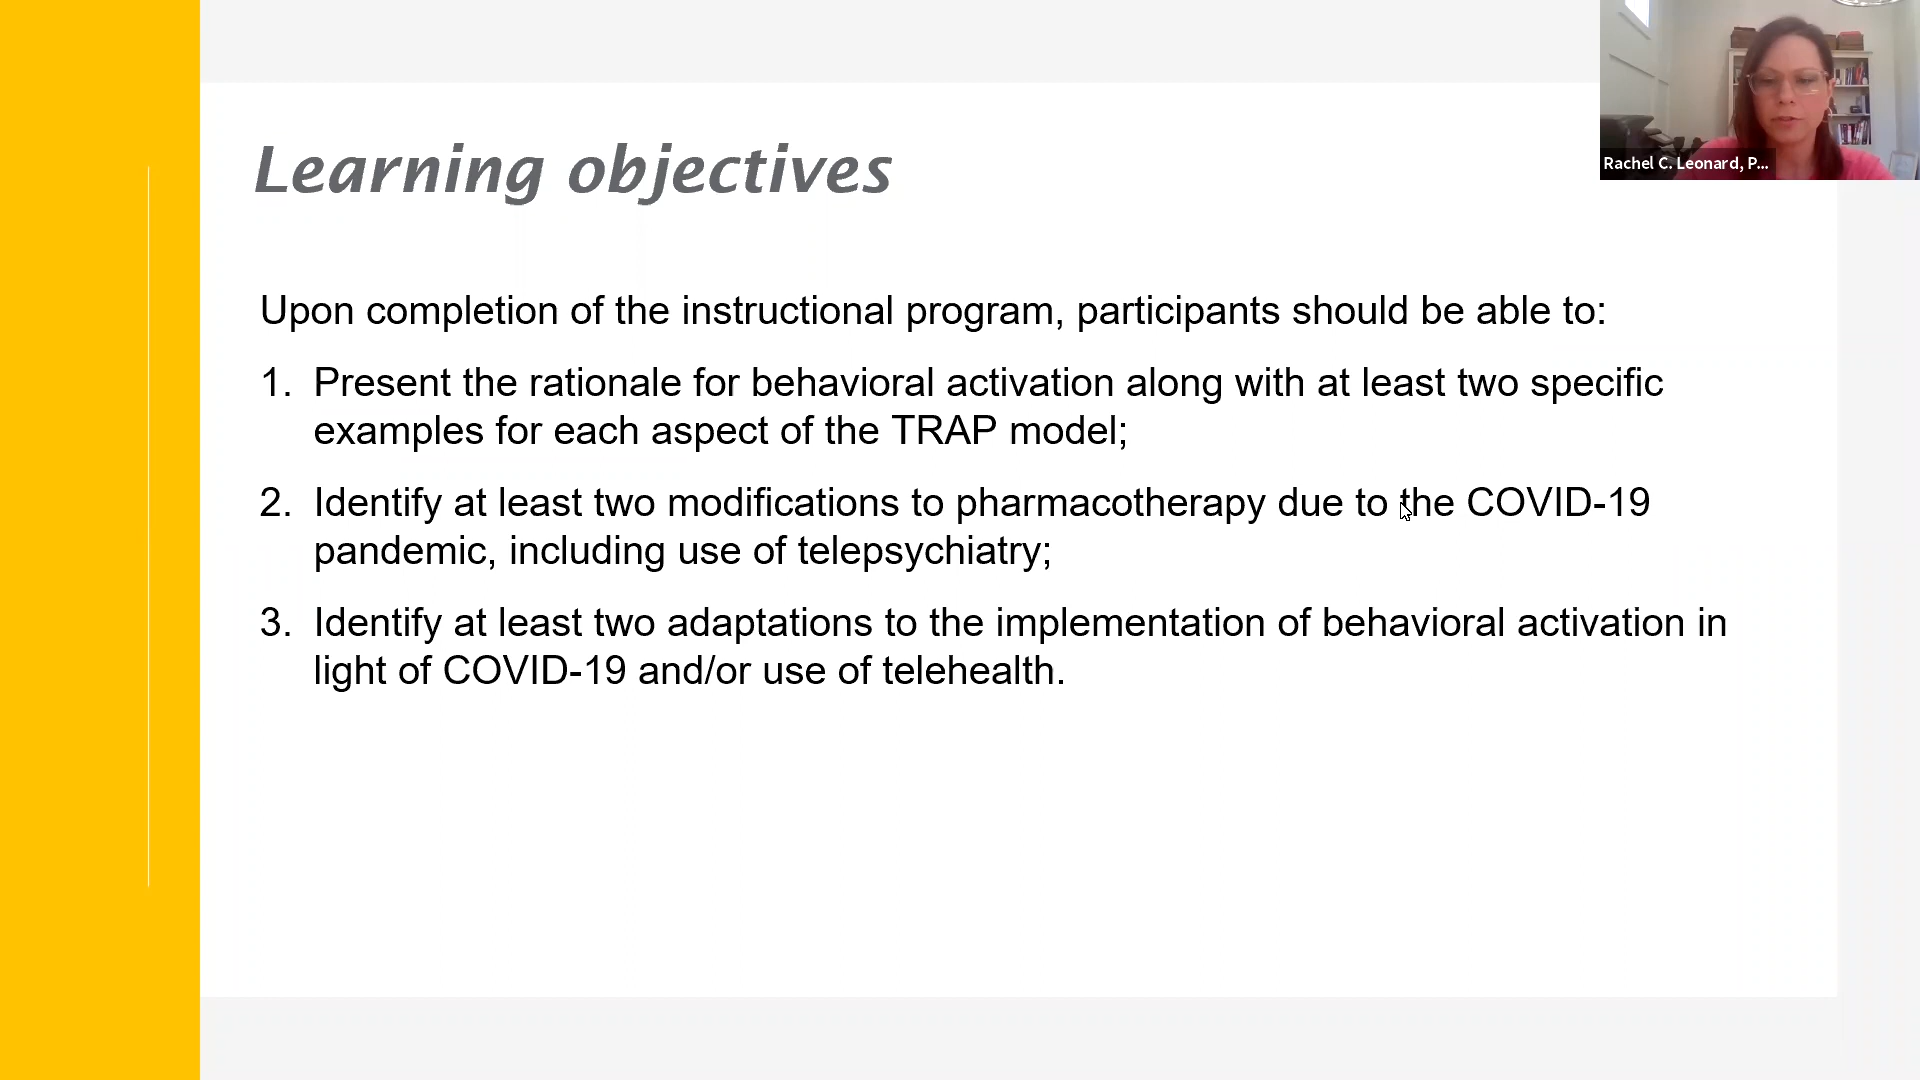 Rachel C. Leonard, P...
Learning objectives
Upon completion of the instructional program, participants should be able to:
1. Present the rationale for behavioral activation along with at least two specific
examples for each aspect of the TRAP model;
2. Identify at least two modifications to pharmacotherapy due to the COVID-19
pandemic, including use of telepsychiatry;
3. Identify at least two adaptations to the implementation of behavioral activation in
light of COVID-19 and/or use of telehealth.